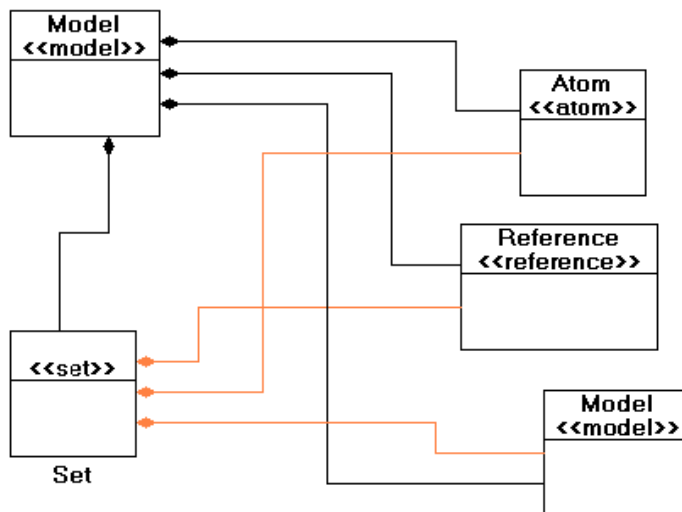 Model
<<model>>
Atom
<<atom>>
Reference
<<reference>>
<<set>>
Set
Model
<<model>>